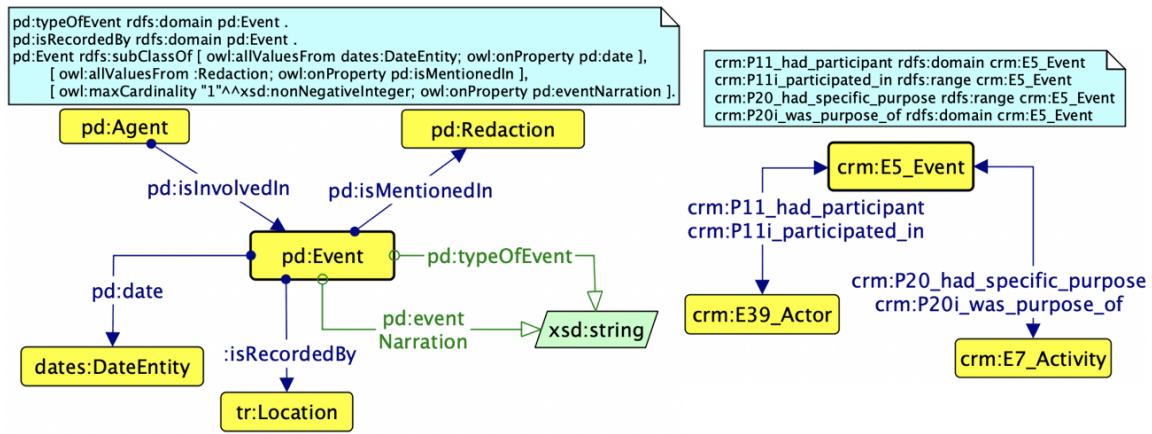 pd:typeOfEvent rdfs:domain pd:Event .
pd:isRecordedBy rdfs:domain pd:Event .
pd:Event rdfs:subClassOf [ owl:allValuesFrom dates:DateEntity; owl:onProperty pd:date ],
[ owl:allValuesFrom :Redaction; owl:onProperty pd:isMentionedIn ],
[ owl:maxCardinality "1"^^xsd:nonNegativeInteger; owl:onProperty pd:eventNarration ].
pd:Agent
pd:Redaction
pd:isInvolvedIn
pd:isMentionedIn
pd:Event
pd:typeOfEvent
pd:date
pd:event
Narration
xsd:string
:isRecordedBy
dates:DateEntity
tr:Location
crm:P11_had_participant rdfs:domain crm:E5_Event
crm:P11i_participated_in rdfs:range crm:E5_Event
crm:P20_had_specific_purpose rdfs:range crm:E5_Event
crm:P20i_was_purpose_of rdfs:domain crm:E5_Event
crm:E5_Event
crm:P11_had_participant
crm:P11i_participated_in
crm:P20_had_specific_purpose
crm:P20i_was_purpose_of
crm:E39_Actor
crm:E7_Activity